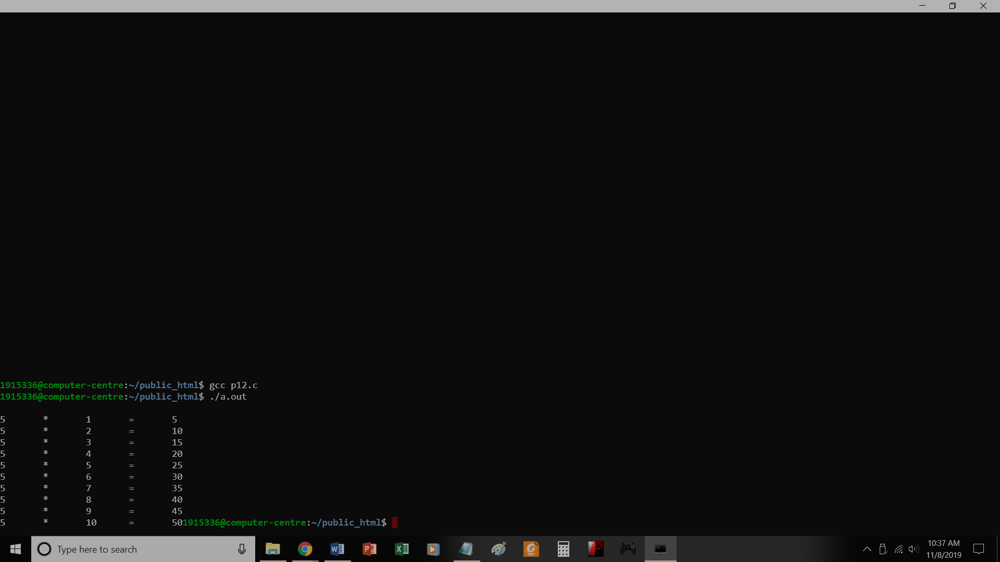 1915336@computer-centre:~/public_html$ gcc p12.c
1915336@computer-centre:~/public_html$ ./a.out
5 * 1 = 5
5 * 2 = 10
5 * 3 = 15
5 * 4 = 20
5 * 5 = 25
5 * 6 = 30
5 * 7 = 35
5 * 8 = 40
5 * 9 = 45
5 * 10 = 501915336@computer-centre:~/public_html$
Type here to search
10:37 AM
11/8/2019